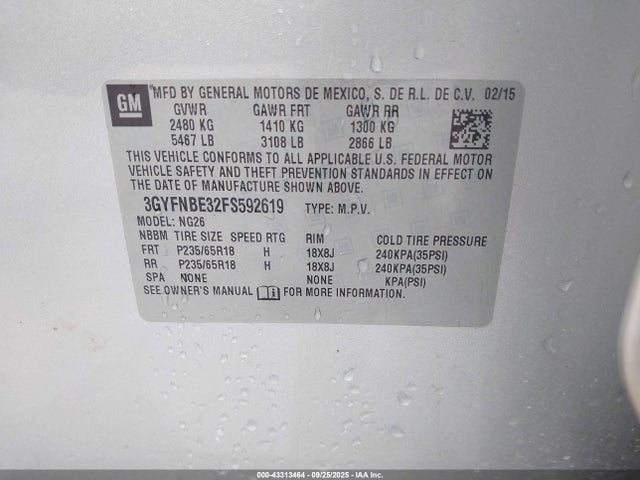 GM
*MFD BY GENERAL MOTORS DE MEXICO, S. DE R.L. DE C.V. 02/15
GVWR GAWR FRT GAWR RR
2480 KG 1410 KG 1300 KG
5467 LB 3108 LB 2866 LB
THIS VEHICLE CONFORMS TO ALL APPLICABLE U.S. FEDERAL MOTOR
VEHICLE SAFETY AND THEFT PREVENTION STANDARDS IN EFFECT ON
THE DATE OF MANUFACTURE SHOWN ABOVE.
3GYFNBE32FS592619 TYPE: M.P.V.
MODEL: NG26
NBBM TIRE SIZE SPEED RTG RIM COLD TIRE PRESSURE
FRT P235/65R18 H 18X8J 240KPA(35PSI)
RR P235/65R18 H 18X8J 240KPA(35PSI)
SPA NONE NONE KPA(PSI)
SEE OWNER'S MANUAL FOR MORE INFORMATION.
000-43313464 - 09/25/2025 - IAA Inc.